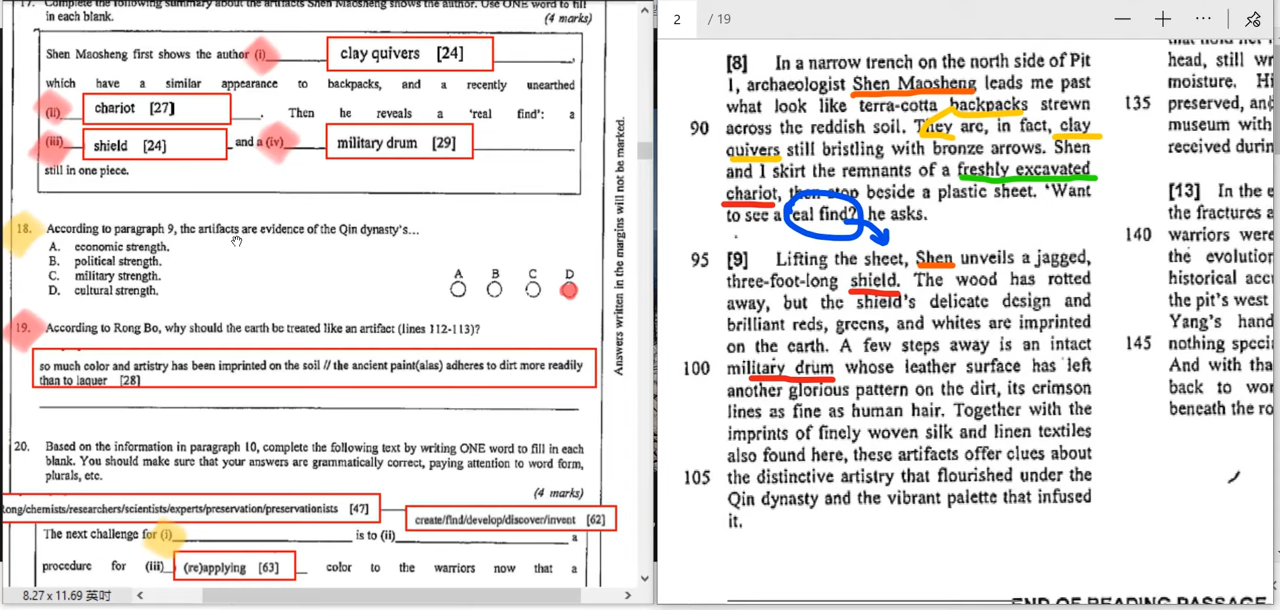 17. Complete the following summary about the artifacts Shen Maosheng shows the author. Use ONE word to fill
in each blank. (4 marks)
Shen Maosheng first shows the author (i) clay quivers [24],
which have a similar appearance to backpacks, and a recently unearthed
(ii) chariot [27]. Then he reveals a 'real find': a
(iii) shield [24] and a (iv) military drum [29]
still in one piece.
18. According to paragraph 9, the artifacts are evidence of the Qin dynasty's…
A. economic strength.
B. political strength.
C. military strength.
D. cultural strength.
A B C D
19. According to Rong Bo, why should the earth be treated like an artifact (lines 112-113)?
so much color and artistry has been imprinted on the soil // the ancient paint(alas) adheres to dirt more readily
than to laquer [28]
20. Based on the information in paragraph 10, complete the following text by writing ONE word to fill in each
blank. You should make sure that your answers are grammatically correct, paying attention to word form,
plurals, etc.
(4 marks)
ong/chemists/researchers/scientists/experts/preservation/preservationists [47]
create/find/develop/discover/invent [62]
The next challenge for (i) is to (ii) a
procedure for (iii) (re)applying [63] color to the warriors now that a
Answers written in the margins will not be marked.
8.27 x 11.69 英吋
2 / 19
[8] In a narrow trench on the north side of Pit
1, archaeologist Shen Maosheng leads me past
what look like terra-cotta backpacks strewn
90 across the reddish soil. They are, in fact, clay
quivers still bristling with bronze arrows. Shen
and I skirt the remnants of a freshly excavated
chariot, then stop beside a plastic sheet. 'Want
to see a real find?' he asks.
95 [9] Lifting the sheet, Shen unveils a jagged,
three-foot-long shield. The wood has rotted
away, but the shield's delicate design and
brilliant reds, greens, and whites are imprinted
on the earth. A few steps away is an intact
100 military drum whose leather surface has left
another glorious pattern on the dirt, its crimson
lines as fine as human hair. Together with the
imprints of finely woven silk and linen textiles
also found here, these artifacts offer clues about
105 the distinctive artistry that flourished under the
Qin dynasty and the vibrant palette that infused
it.
head, still wr
moisture. Hi
135 preserved, and
museum with
received durin
[13] In the e
the fractures a
140 warriors were
the evolution
historical accu
the pit's west
Yang's hand
145 nothing speci
And with tha
back to wor
beneath the ro
END OF READING PASSAGE